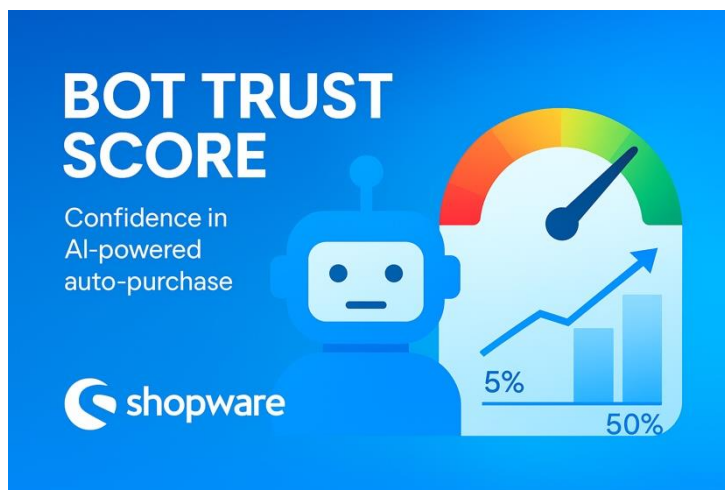 BOT TRUST
SCORE
Confidence in
AI-powered
auto-purchase
shopware
5%
50%